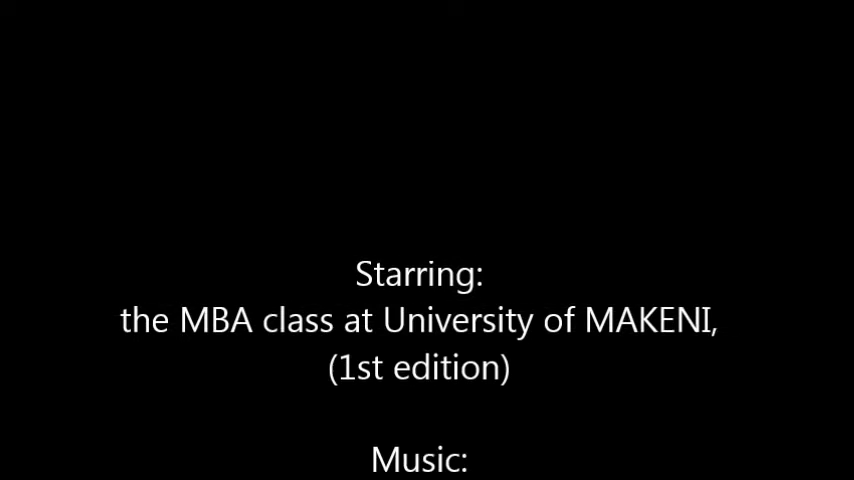 Starring:
the MBA class at University of MAKENI,
(1st edition)
Music: